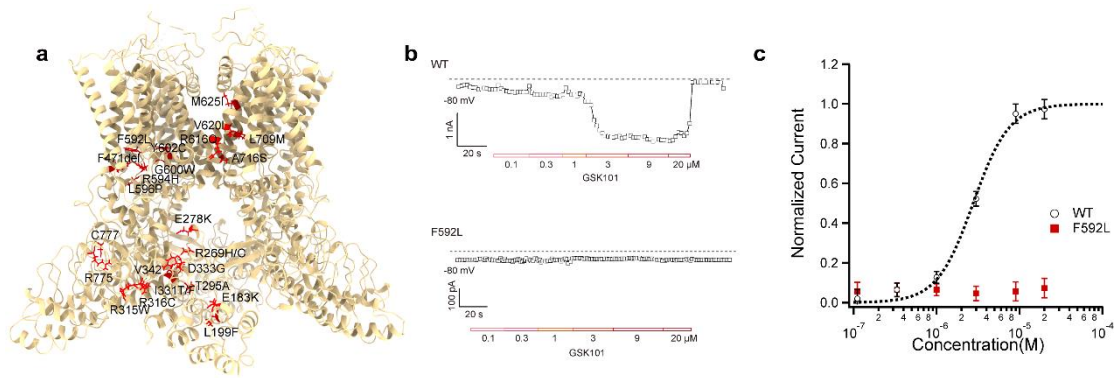 a
M625I
V620L
F592L
Y602C
R616Q
L709M
F471del
G600W
A716S
R594H
L596P
E278K
C777
R269H/C
V342
D333G
R775
I331T/F
T295A
R315W
R316C
E183K
L199F
b
WT
-80 mV
1 nA
20 s
0.1 0.3 1 3 9 20 µM
GSK101
F592L
-80 mV
100 pA
20 s
0.1 0.3 1 3 9 20 µM
GSK101
c
Normalized Current
1.2
1.0
0.8
0.6
0.4
0.2
0.0
WT
F592L
10-7 2 4 6 8 10-6 2 4 6 8 10-5 2 4 6 8 10-4
Concentration(M)